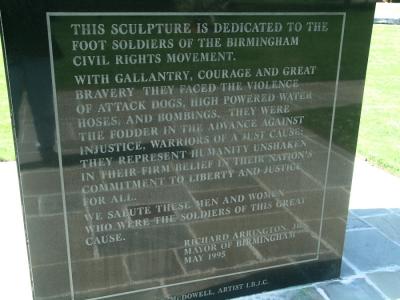 THIS SCULPTURE IS DEDICATED TO THE
FOOT SOLDIERS OF THE BIRMINGHAM
CIVIL RIGHTS MOVEMENT.
WITH GALLANTRY, COURAGE AND GREAT
BRAVERY THEY FACED THE VIOLENCE
OF ATTACK DOGS, HIGH POWERED WATER
HOSES, AND BOMBINGS. THEY WERE
THE FODDER IN THE ADVANCE AGAINST
INJUSTICE, WARRIORS OF A JUST CAUSE;
THEY REPRESENT HUMANITY UNSHAKEN
IN THEIR FIRM BELIEF IN THEIR NATION'S
COMMITMENT TO LIBERTY AND JUSTICE
FOR ALL.
WE SALUTE THESE MEN AND WOMEN
WHO WERE THE SOLDIERS OF THIS GREAT
CAUSE.
RICHARD ARRINGTON, JR.
MAYOR OF BIRMINGHAM
MAY 1995
McDOWELL, ARTIST I.B.J.C.